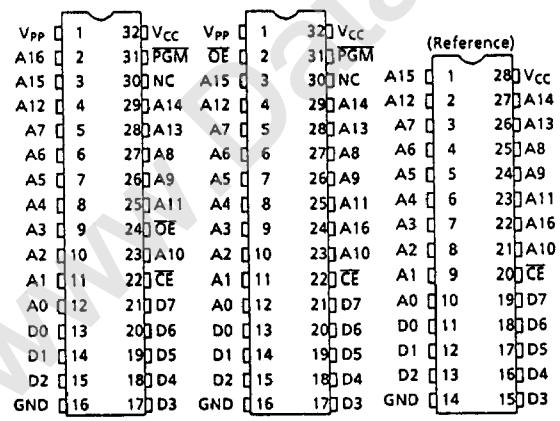 (Reference)
VPP 1 32 VCC VPP 1 32 VCC
A16 2 31 PGM OE 2 31 PGM
A15 3 30 NC A15 3 30 NC A15 1 28 VCC
A12 4 29 A14 A12 4 29 A14 A12 2 27 A14
A7 5 28 A13 A7 5 28 A13 A7 3 26 A13
A6 6 27 A8 A6 6 27 A8 A6 4 25 A8
A5 7 26 A9 A5 7 26 A9 A5 5 24 A9
A4 8 25 A11 A4 8 25 A11 A4 6 23 A11
A3 9 24 OE A3 9 24 A16 A3 7 22 A16
A2 10 23 A10 A2 10 23 A10 A2 8 21 A10
A1 11 22 CE A1 11 22 CE A1 9 20 CE
A0 12 21 D7 A0 12 21 D7 A0 10 19 D7
D0 13 20 D6 D0 13 20 D6 D0 11 18 D6
D1 14 19 D5 D1 14 19 D5 D1 12 17 D5
D2 15 18 D4 D2 15 18 D4 D2 13 16 D4
GND 16 17 D3 GND 16 17 D3 GND 14 15 D3
www.Data